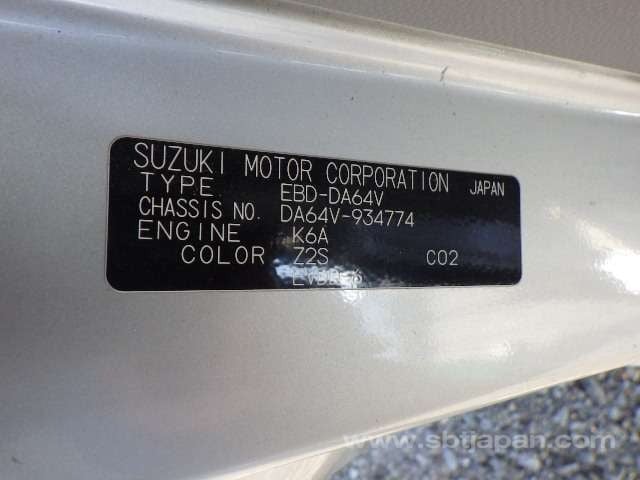 SUZUKI MOTOR CORPORATION JAPAN
TYPE EBD-DA64V
CHASSIS NO. DA64V-934774
ENGINE K6A
COLOR Z2S C02
www.sbtjapan.com